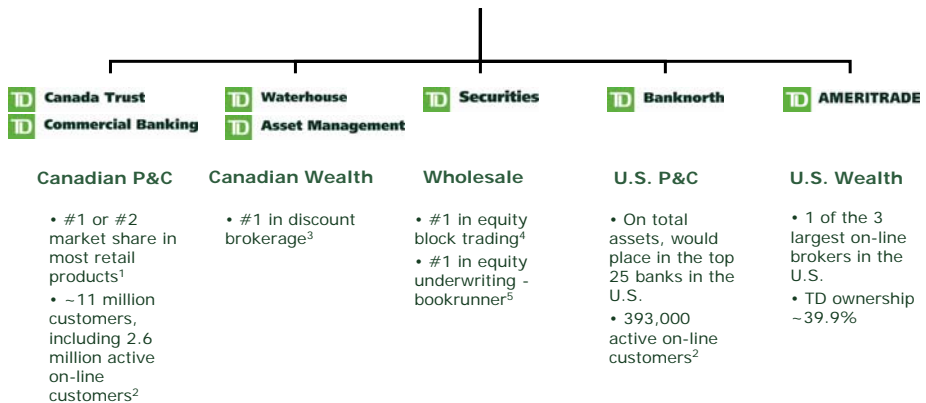 TD Canada Trust
TD Commercial Banking
TD Waterhouse
TD Asset Management
TD Securities
TD Banknorth
TD AMERITRADE
Canadian P&C
• #1 or #2
market share in
most retail
products¹
• ~11 million
customers,
including 2.6
million active
on-line
customers²
Canadian Wealth
• #1 in discount
brokerage³
Wholesale
• #1 in equity
block trading⁴
• #1 in equity
underwriting -
bookrunner⁵
U.S. P&C
• On total
assets, would
place in the top
25 banks in the
U.S.
• 393,000
active on-line
customers²
U.S. Wealth
• 1 of the 3
largest on-line
brokers in the
U.S.
• TD ownership
~39.9%